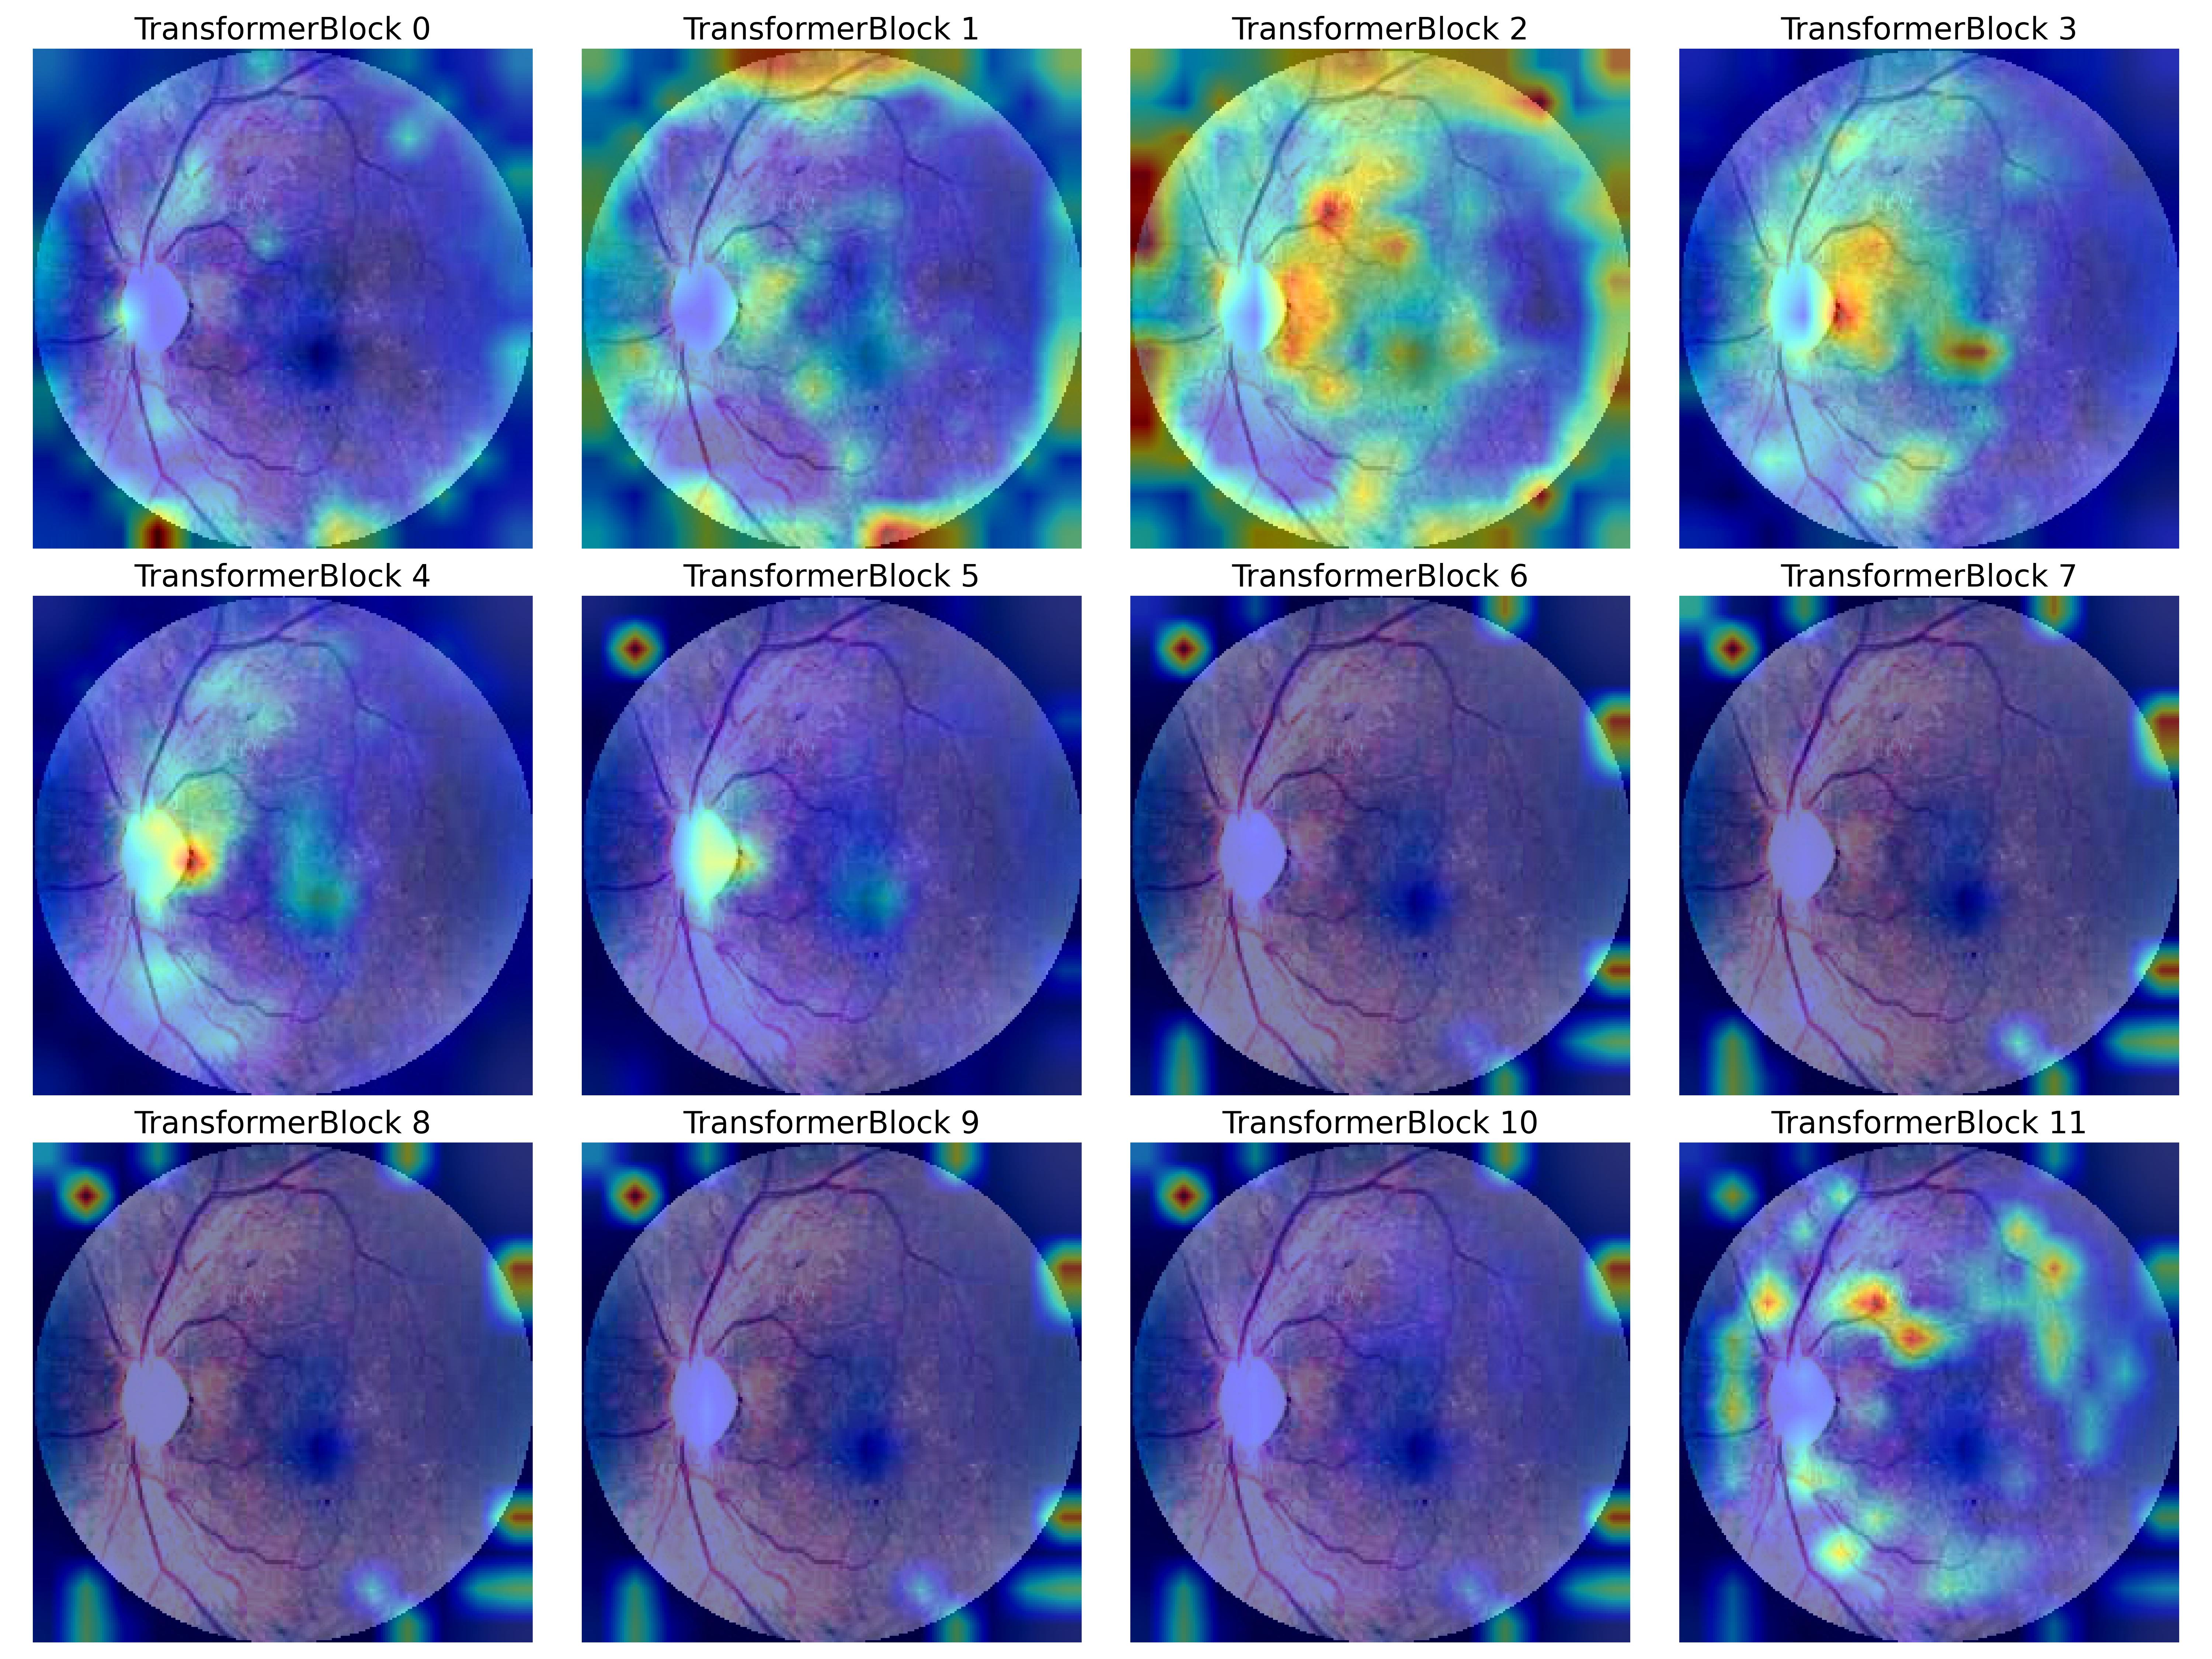 TransformerBlock 0
TransformerBlock 1
TransformerBlock 2
TransformerBlock 3
TransformerBlock 4
TransformerBlock 5
TransformerBlock 6
TransformerBlock 7
TransformerBlock 8
TransformerBlock 9
TransformerBlock 10
TransformerBlock 11